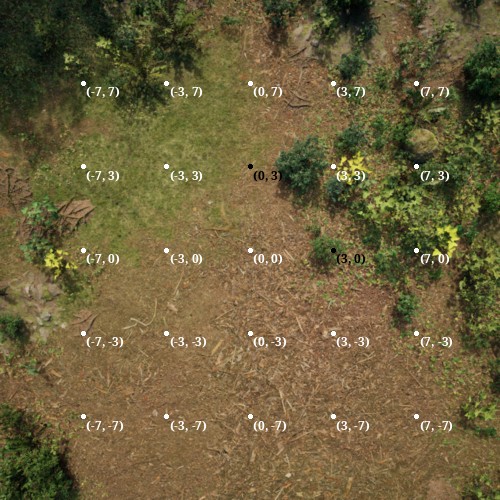 (-7, 7) (-3, 7) (0, 7) (3, 7) (7, 7)
(-7, 3) (-3, 3) (0, 3) (3, 3) (7, 3)
(-7, 0) (-3, 0) (0, 0) (3, 0) (7, 0)
(-7, -3) (-3, -3) (0, -3) (3, -3) (7, -3)
(-7, -7) (-3, -7) (0, -7) (3, -7) (7, -7)